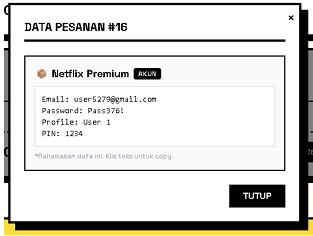 ×
DATA PESANAN #16
Netflix Premium AKUN
Email: user5279@gmail.com
Password: Pass376!
Profile: User 1
PIN: 1234
*Rahasiakan data ini. Klik teks untuk copy.
TUTUP